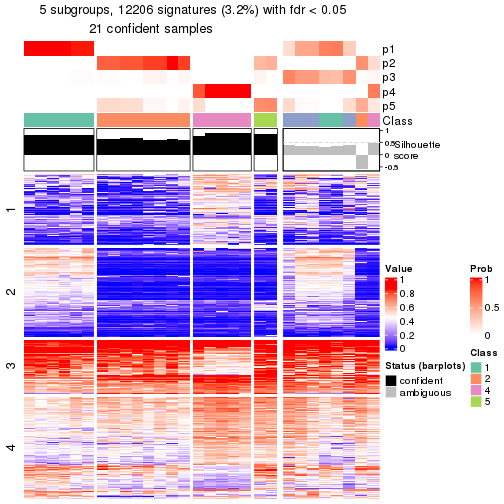 5 subgroups, 12206 signatures (3.2%) with fdr < 0.05
21 confident samples
p1
p2
p3
p4
p5
Class
1
0.5
0
-0.5
Silhouette
score
1
2
3
4
Value
1
0.8
0.6
0.4
0.2
0
Prob
1
0.5
0
Status (barplots)
confident
ambiguous
Class
1
2
4
5